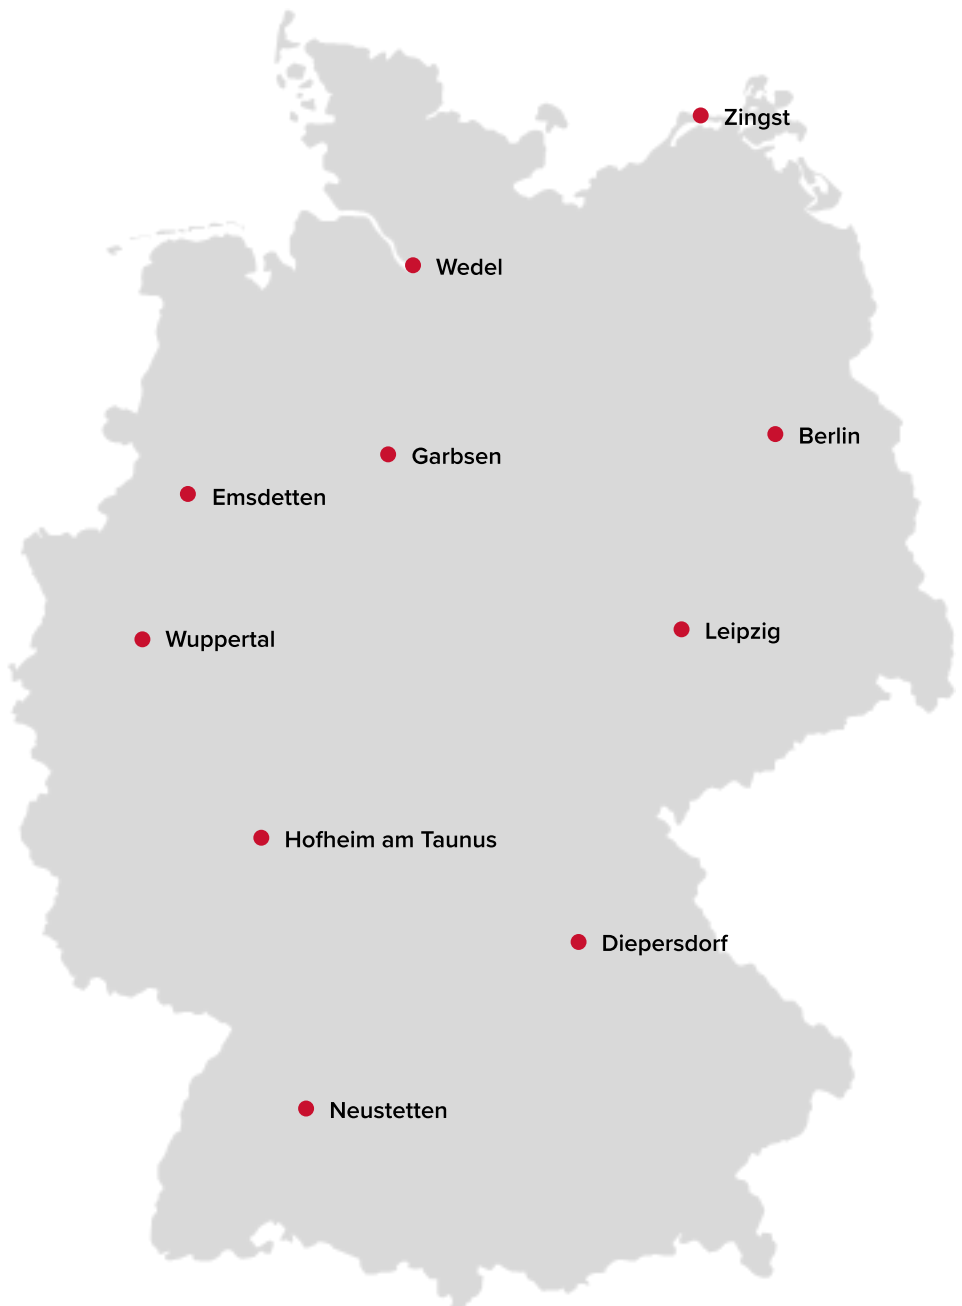 Zingst
Wedel
Berlin
Garbsen
Emsdetten
Leipzig
Wuppertal
Hofheim am Taunus
Diepersdorf
Neustetten